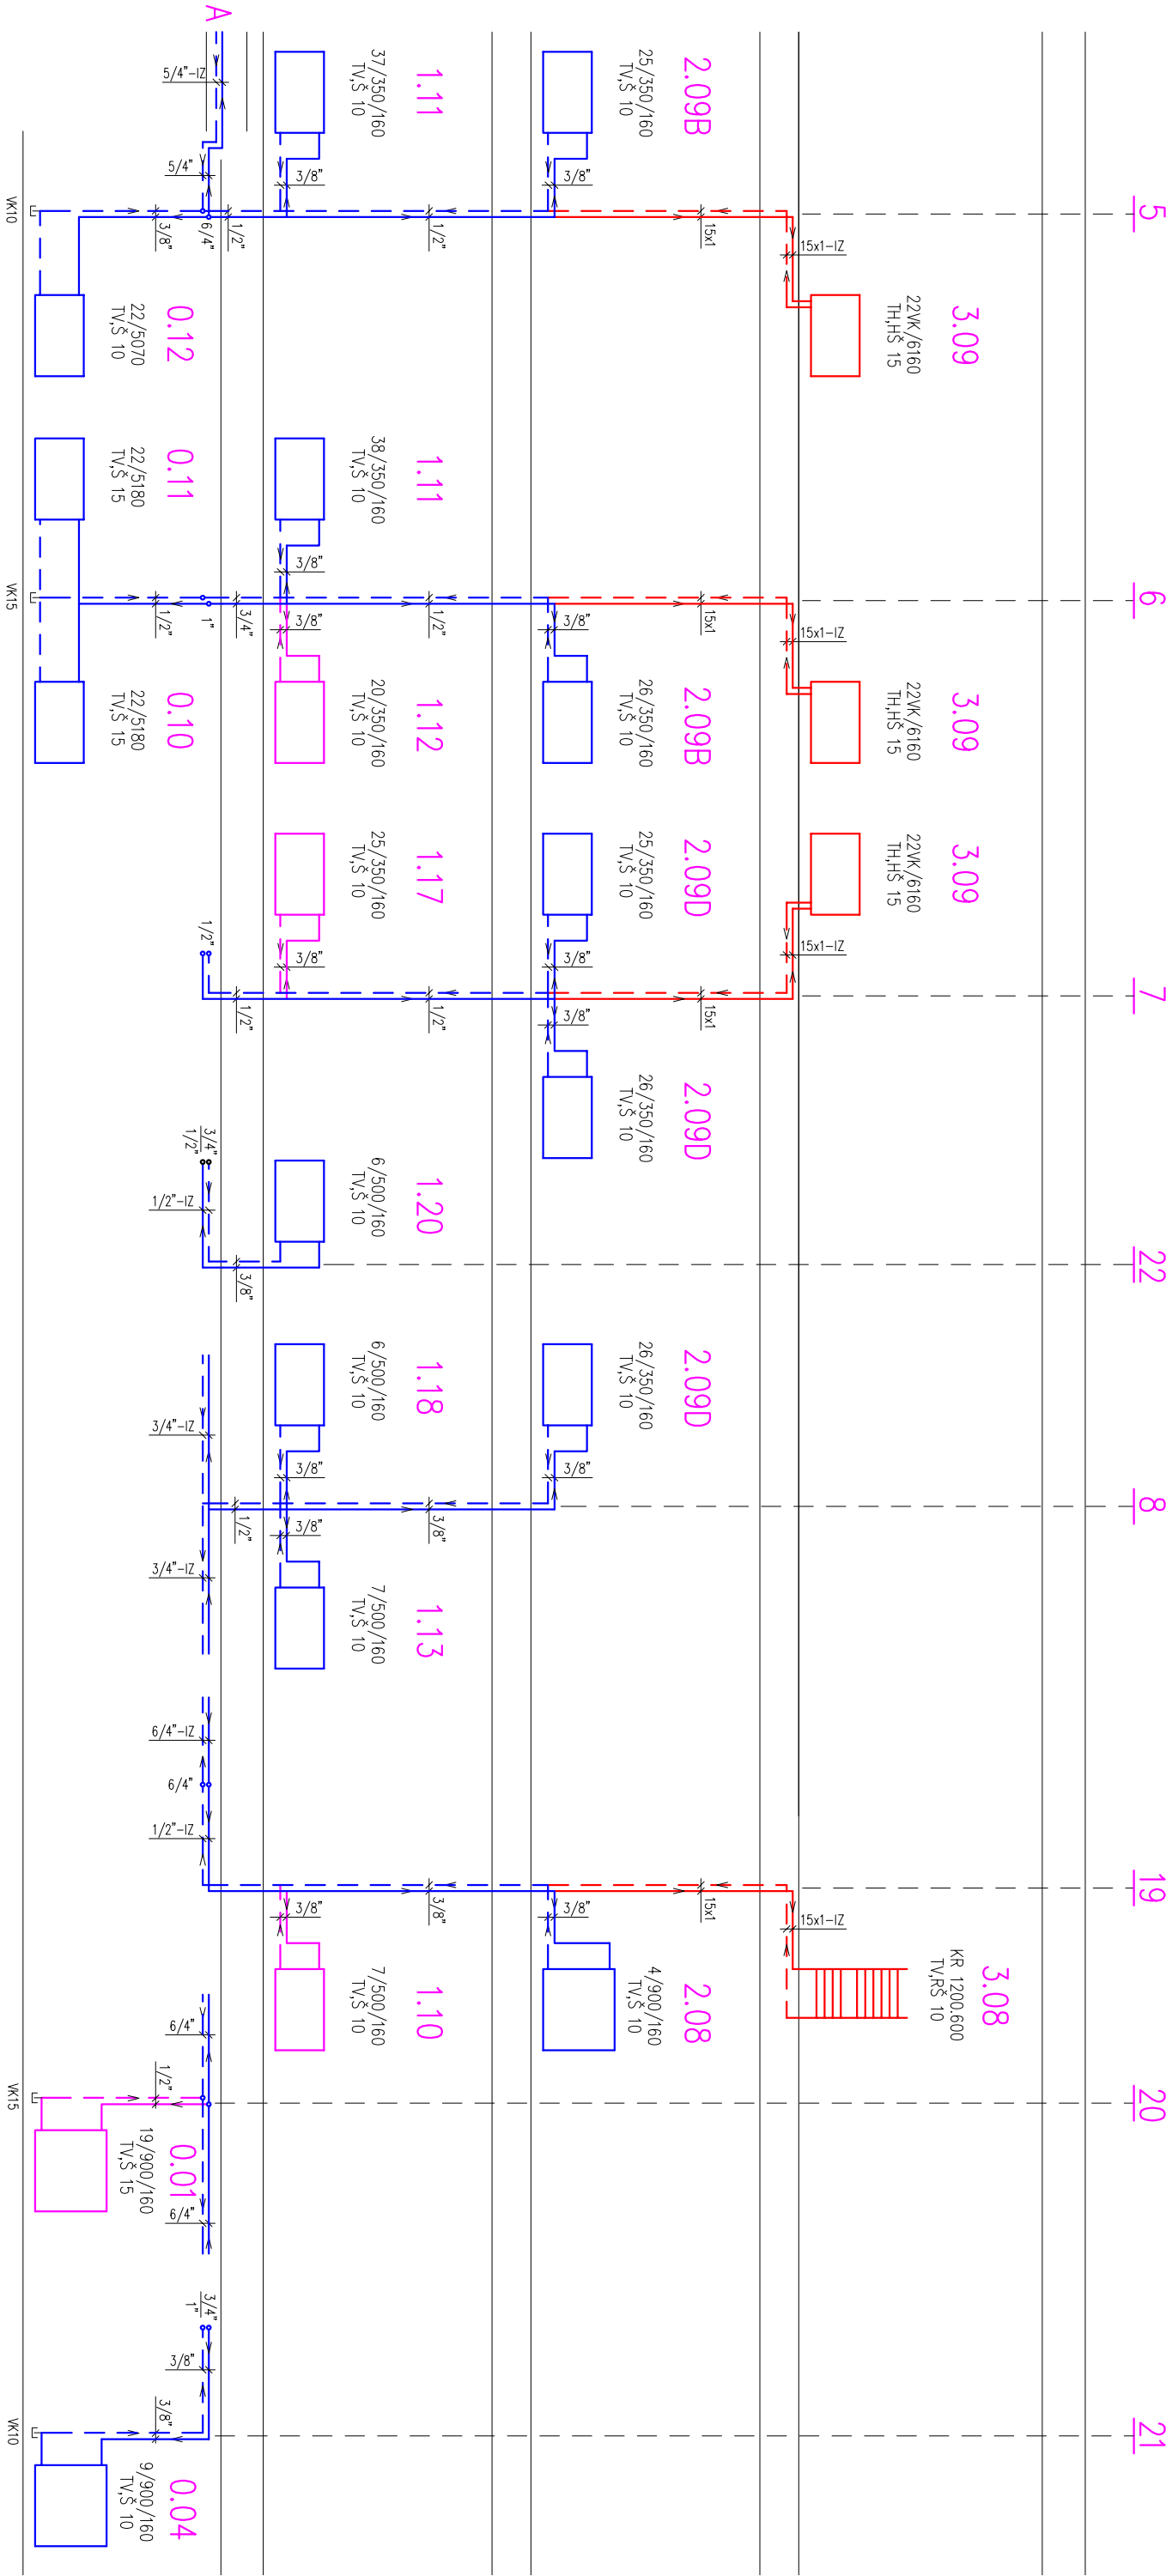 5
6
7
22
8
19
20
21
3.09
22VK/6160
TH,HŠ 15
15x1-IZ
3.09
22VK/6160
TH,HŠ 15
15x1-IZ
3.09
22VK/6160
TH,HŠ 15
15x1-IZ
3.08
KR 1200.600
TV,RŠ 10
15x1-IZ
15x1
15x1
15x1
15x1
2.09B
25/350/160
TV,Š 10
3/8"
2.09B
26/350/160
TV,Š 10
3/8"
2.09D
25/350/160
TV,Š 10
3/8"
2.09D
26/350/160
TV,Š 10
3/8"
2.09D
26/350/160
TV,Š 10
3/8"
2.08
4/900/160
TV,Š 10
3/8"
1/2"
1/2"
1/2"
3/8"
3/8"
1.11
37/350/160
TV,Š 10
3/8"
1.11
38/350/160
TV,Š 10
3/8"
1.12
20/350/160
TV,Š 10
3/8"
1.17
25/350/160
TV,Š 10
3/8"
1.20
6/500/160
TV,Š 10
1.18
6/500/160
TV,Š 10
3/8"
1.13
7/500/160
TV,Š 10
3/8"
1.10
7/500/160
TV,Š 10
3/8"
A
5/4"-IZ
5/4"
1/2"
6/4"
3/8"
3/4"
1"
1/2"
1/2"
1/2"
3/4"
1/2"
1/2"-IZ
3/8"
3/4"-IZ
1/2"
3/4"-IZ
6/4"-IZ
6/4"
1/2"-IZ
6/4"
1/2"
6/4"
3/4"
1"
3/8"
3/8"
0.12
22/5070
TV,Š 10
0.11
22/5180
TV,Š 15
0.10
22/5180
TV,Š 15
0.01
19/900/160
TV,Š 15
0.04
9/900/160
TV,Š 10
VK10
VK15
VK15
VK10